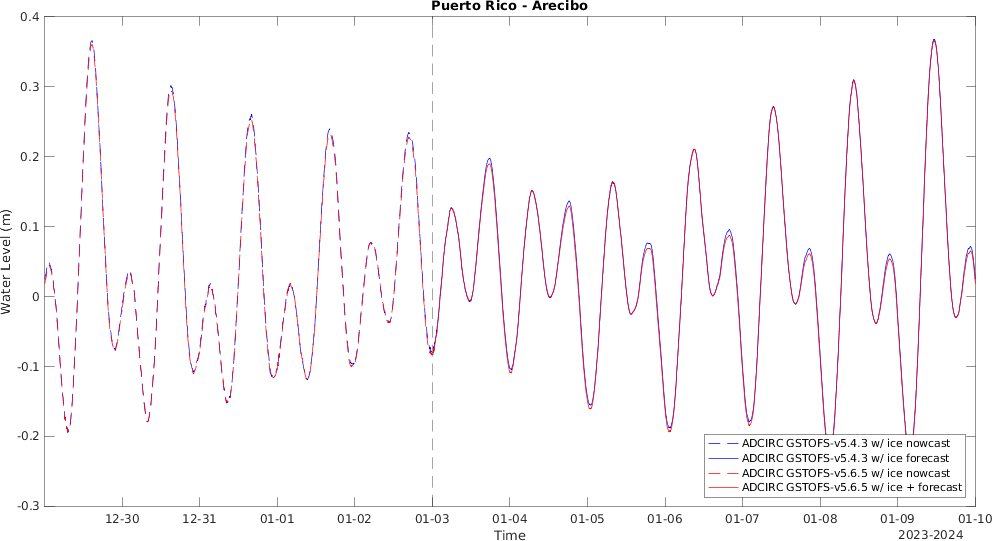 Puerto Rico - Arecibo
0.4
0.3
0.2
0.1
0
-0.1
-0.2
-0.3
Water Level (m)
ADCIRC GSTOFS-v5.4.3 w/ ice nowcast
ADCIRC GSTOFS-v5.4.3 w/ ice forecast
ADCIRC GSTOFS-v5.6.5 w/ ice nowcast
ADCIRC GSTOFS-v5.6.5 w/ ice + forecast
12-30 12-31 01-01 01-02 01-03 01-04 01-05 01-06 01-07 01-08 01-09 01-10
Time
2023-2024